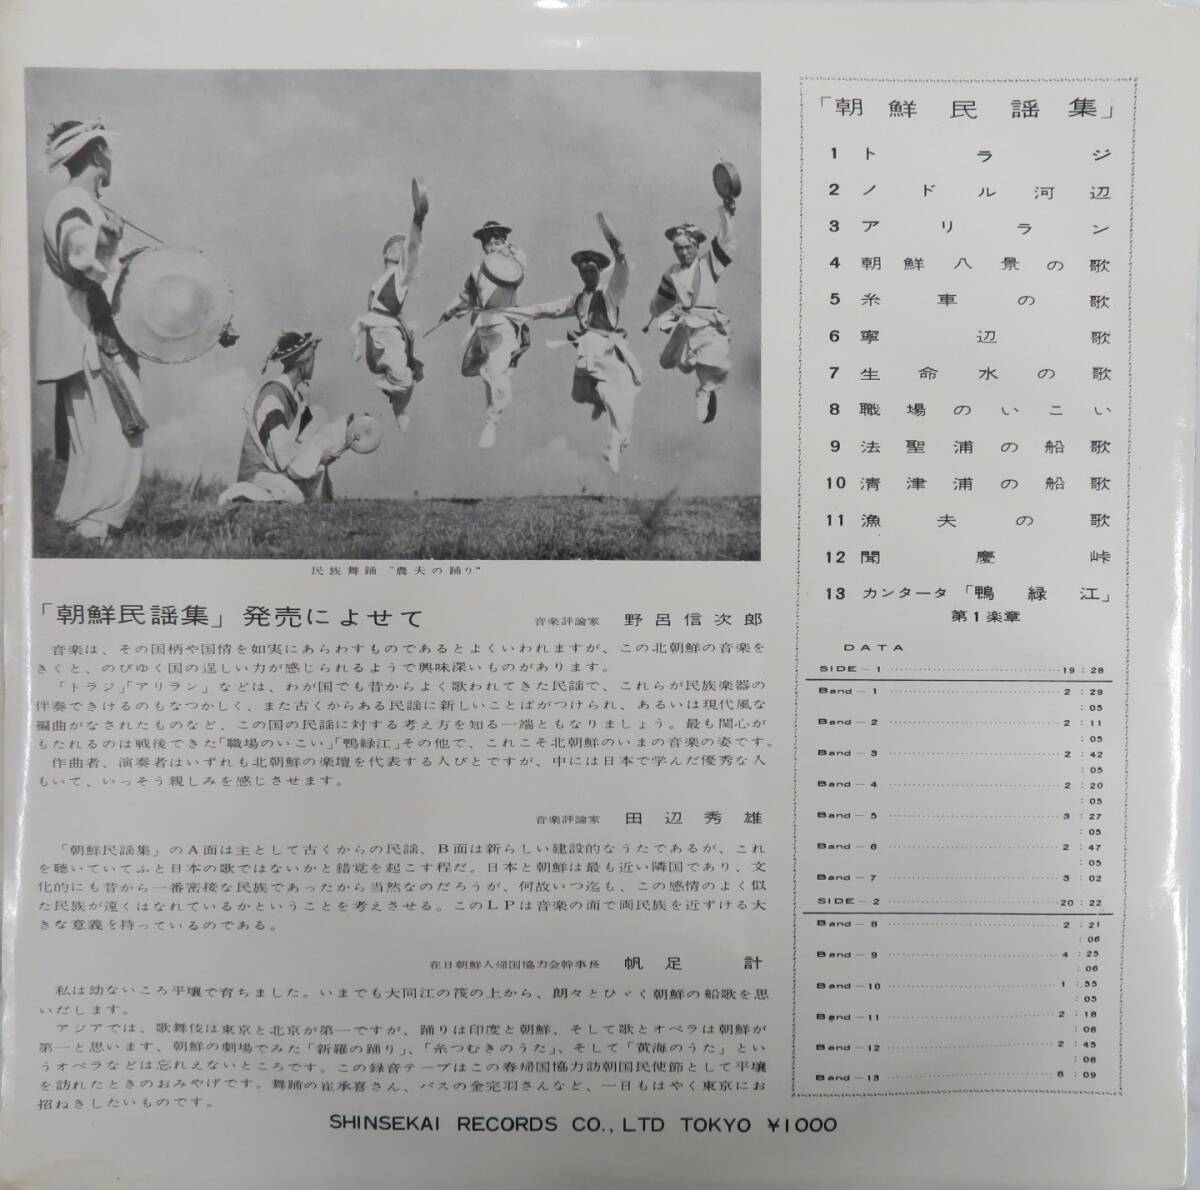 民族舞踊 “農夫の踊り”
「朝鮮民謡集」発売によせて
音楽評論家 野呂信次郎
音楽は、その国柄や国情を如実にあらわすものであるとよくいわれますが、この北朝鮮の音楽を
きくと、のびゆく国の逞しい力が感じられるようで興味深いものがあります。
「トラジ」「アリラン」などは、わが国でも昔からよく歌われてきた民謡で、これらが民族楽器の
伴奏できけるのもなつかしく、また古くからある民謡に新しいことばがつけられ、あるいは現代風な
編曲がなされたものなど、この国の民謡に対する考え方を知る一端ともなりましょう。最も関心が
もたれるのは戦後できた「職場のいこい」「鴨緑江」その他で、これこそ北朝鮮のいまの音楽の姿です。
作曲者、演奏者はいずれも北朝鮮の楽壇を代表する人びとですが、中には日本で学んだ優秀な人
もいて、いっそう親しみを感じさせます。
音楽評論家 田辺秀雄
「朝鮮民謡集」のA面は主として古くからの民謡、B面は新らしい建設的なうたであるが、これ
を聴いていてふと日本の歌ではないかと錯覚を起こす程だ。日本と朝鮮は最も近い隣国であり、文
化的にも昔から一番密接な民族であったから当然なのだろうが、何故いつ迄も、この感情のよく似
た民族が遠くはなれているかということを考えさせる。このLPは音楽の面で両民族を近ずける大
きな意義を持っているのである。
在日朝鮮人帰国協力会幹事長 帆足計
私は幼ないころ平壌で育ちました。いまでも大同江の筏の上から、朗々とひゞく朝鮮の船歌を思
いだします。
アジアでは、歌舞伎は東京と北京が第一ですが、踊りは印度と朝鮮、そして歌とオペラは朝鮮が
第一と思います、朝鮮の劇場でみた「新羅の踊り」、「糸つむきのうた」、そして「黄海のうた」とい
うオペラなどは忘れえないところです。この録音テープはこの春帰国協力訪朝国民使節として平壌
を訪れたときのおみやげです。舞踊の崔承喜さん、バスの金完羽さんなど、一日もはやく東京にお
招ねきしたいものです。
「朝鮮民謡集」
1 トラジ
2 ノドル河辺
3 アリラン
4 朝鮮八景の歌
5 糸車の歌
6 寧辺歌
7 生命水の歌
8 職場のいこい
9 法聖浦の船歌
10 清津浦の船歌
11 漁夫の歌
12 聞慶峠
13 カンタータ「鴨緑江」
第1楽章
DATA
SIDE-1 19:28
Band-1 2:29
:05
Band-2 2:11
:05
Band-3 2:42
:05
Band-4 2:20
:05
Band-5 3:27
:05
Band-6 2:47
:05
Band-7 3:02
SIDE-2 20:22
Band-8 2:21
:06
Band-9 4:25
:06
Band-10 1:55
:05
Band-11 2:18
:06
Band-12 2:45
:06
Band-13 6:09
SHINSEKAI RECORDS CO., LTD TOKYO ¥1000